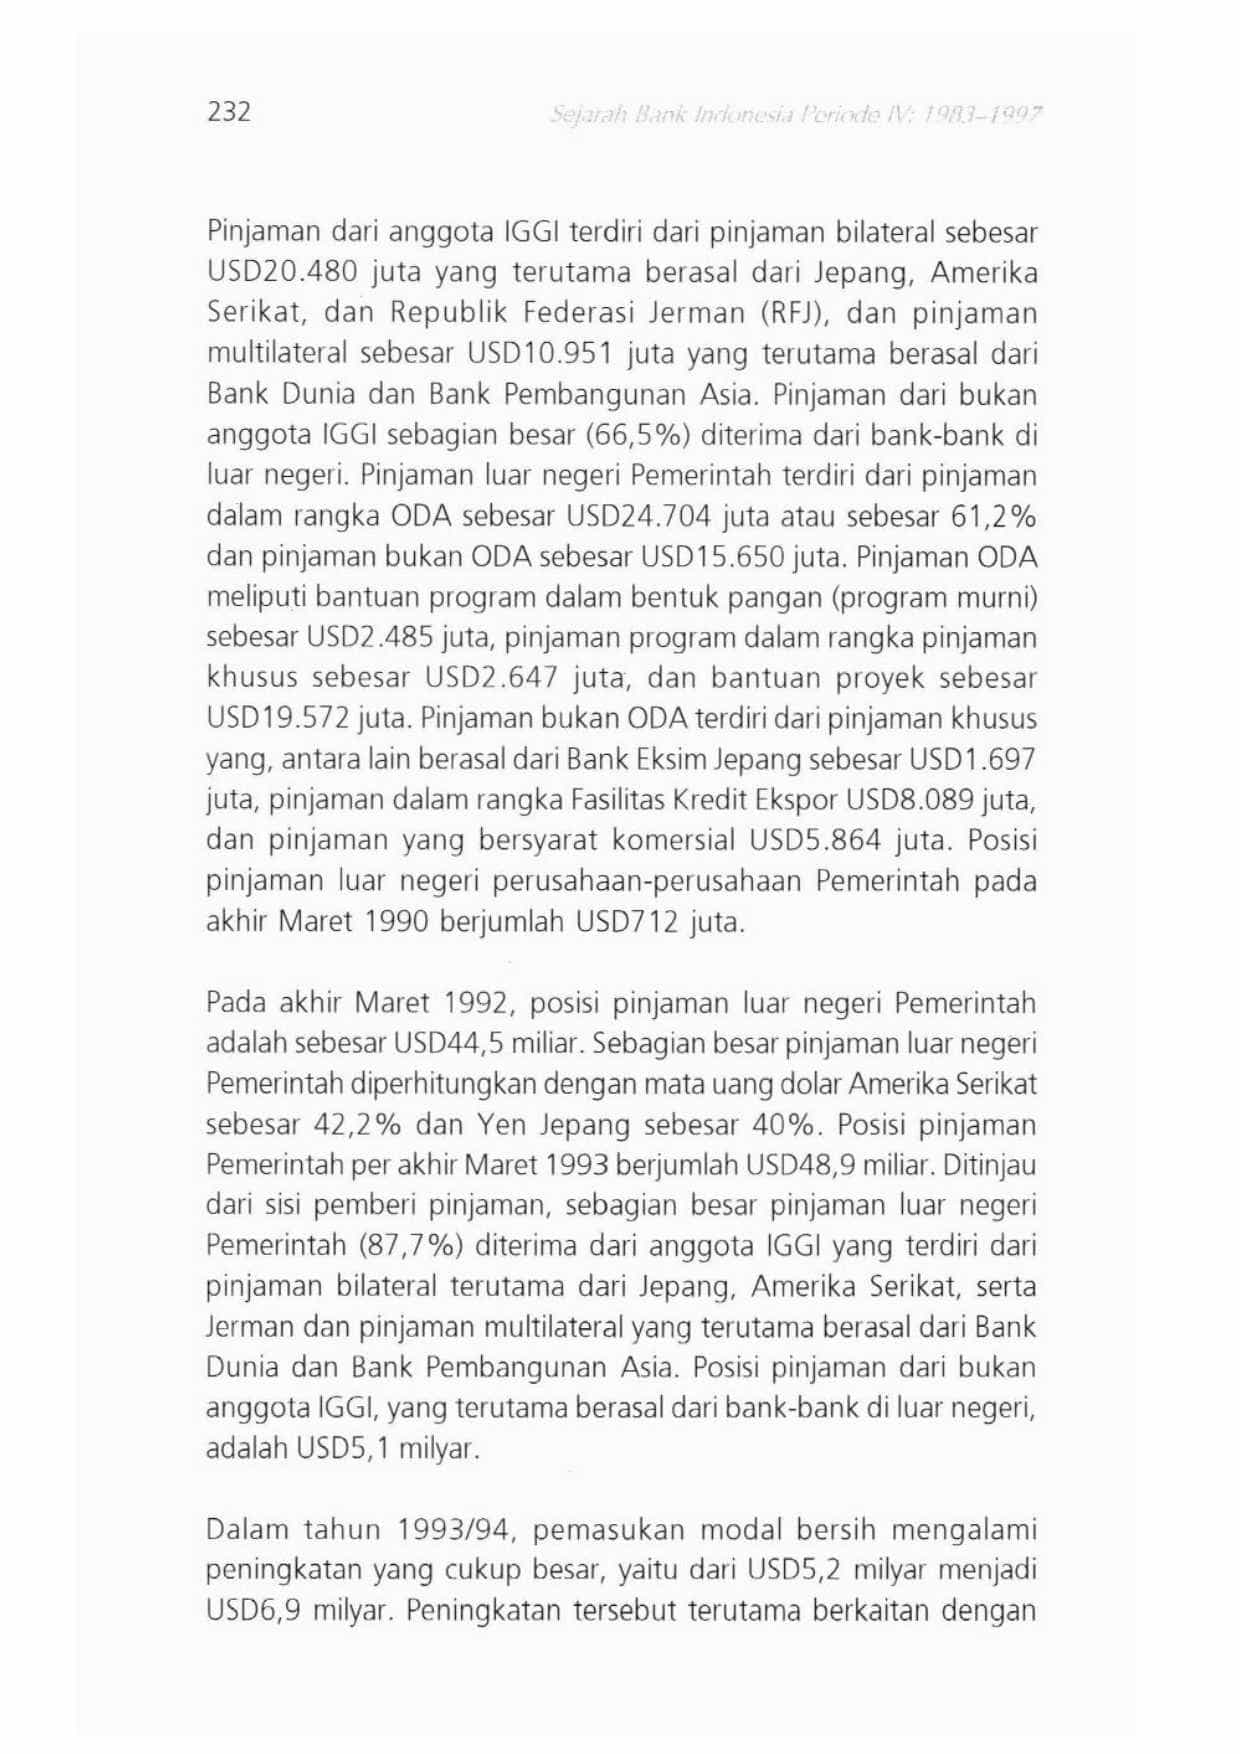 232
Sejarah Bank Indonesia Periode IV: 1983–1997
Pinjaman dari anggota IGGI terdiri dari pinjaman bilateral sebesar
USD20.480 juta yang terutama berasal dari Jepang, Amerika
Serikat, dan Republik Federasi Jerman (RFJ), dan pinjaman
multilateral sebesar USD10.951 juta yang terutama berasal dari
Bank Dunia dan Bank Pembangunan Asia. Pinjaman dari bukan
anggota IGGI sebagian besar (66,5%) diterima dari bank-bank di
luar negeri. Pinjaman luar negeri Pemerintah terdiri dari pinjaman
dalam rangka ODA sebesar USD24.704 juta atau sebesar 61,2%
dan pinjaman bukan ODA sebesar USD15.650 juta. Pinjaman ODA
meliputi bantuan program dalam bentuk pangan (program murni)
sebesar USD2.485 juta, pinjaman program dalam rangka pinjaman
khusus sebesar USD2.647 juta, dan bantuan proyek sebesar
USD19.572 juta. Pinjaman bukan ODA terdiri dari pinjaman khusus
yang, antara lain berasal dari Bank Eksim Jepang sebesar USD1.697
juta, pinjaman dalam rangka Fasilitas Kredit Ekspor USD8.089 juta,
dan pinjaman yang bersyarat komersial USD5.864 juta. Posisi
pinjaman luar negeri perusahaan-perusahaan Pemerintah pada
akhir Maret 1990 berjumlah USD712 juta.
Pada akhir Maret 1992, posisi pinjaman luar negeri Pemerintah
adalah sebesar USD44,5 miliar. Sebagian besar pinjaman luar negeri
Pemerintah diperhitungkan dengan mata uang dolar Amerika Serikat
sebesar 42,2% dan Yen Jepang sebesar 40%. Posisi pinjaman
Pemerintah per akhir Maret 1993 berjumlah USD48,9 miliar. Ditinjau
dari sisi pemberi pinjaman, sebagian besar pinjaman luar negeri
Pemerintah (87,7%) diterima dari anggota IGGI yang terdiri dari
pinjaman bilateral terutama dari Jepang, Amerika Serikat, serta
Jerman dan pinjaman multilateral yang terutama berasal dari Bank
Dunia dan Bank Pembangunan Asia. Posisi pinjaman dari bukan
anggota IGGI, yang terutama berasal dari bank-bank di luar negeri,
adalah USD5,1 milyar.
Dalam tahun 1993/94, pemasukan modal bersih mengalami
peningkatan yang cukup besar, yaitu dari USD5,2 milyar menjadi
USD6,9 milyar. Peningkatan tersebut terutama berkaitan dengan